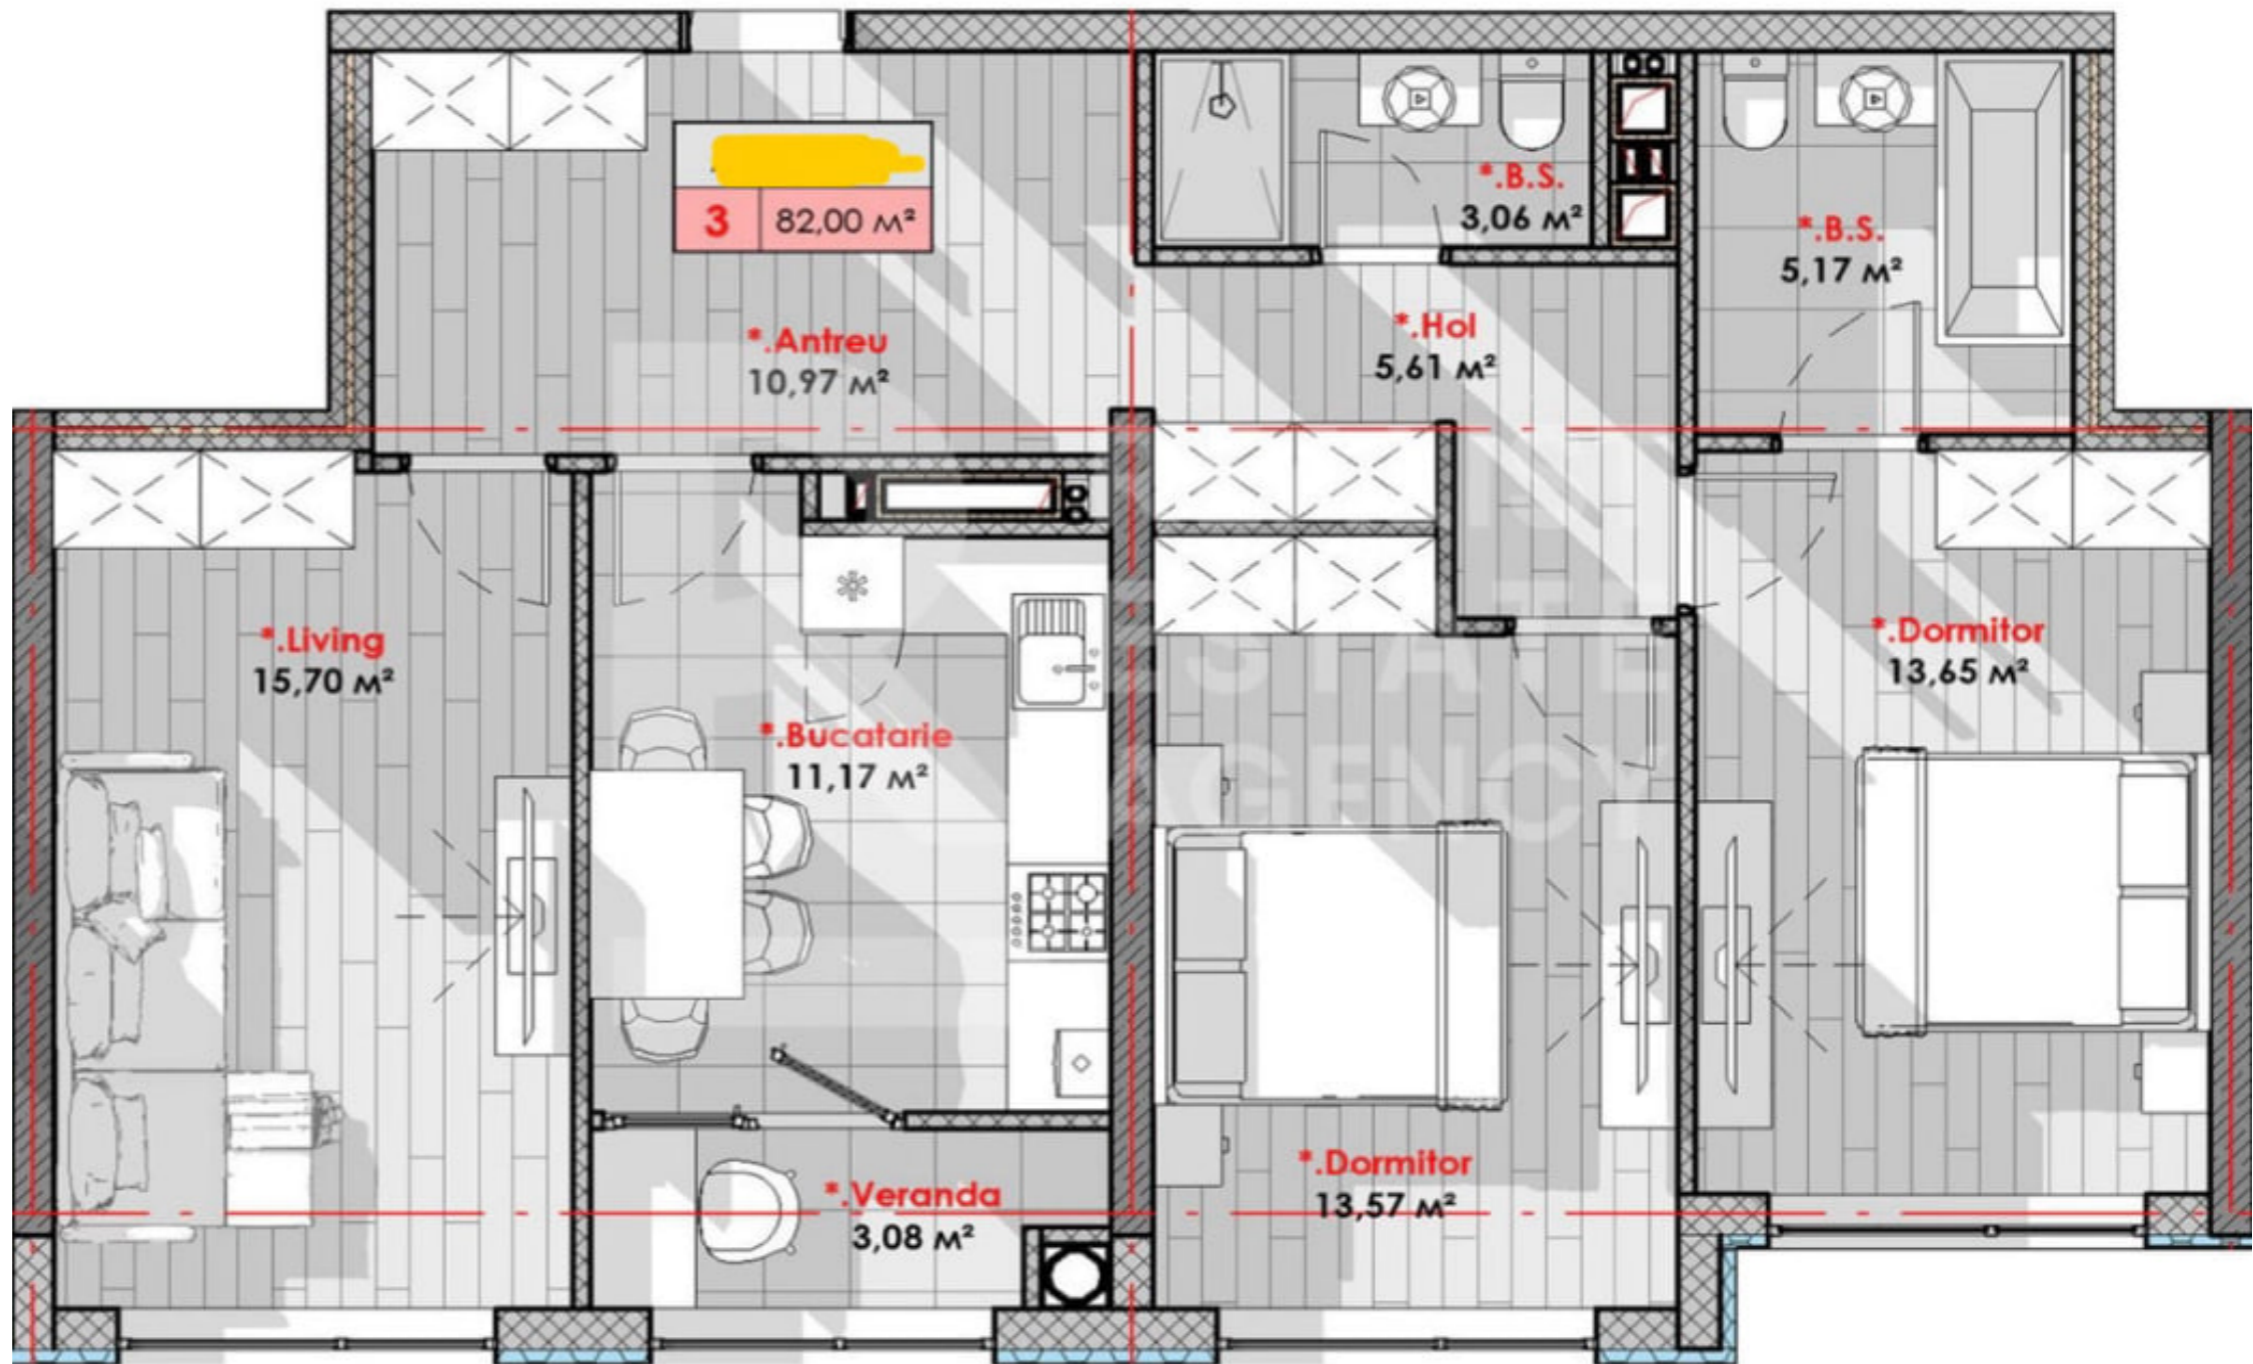 3 82,00 м²
*.Antreu
10,97 м²
*.B.S.
3,06 м²
*.B.S.
5,17 м²
*.Hol
5,61 м²
*.Living
15,70 м²
*.Bucatarie
11,17 м²
*.Dormitor
13,65 м²
*.Veranda
3,08 м²
*.Dormitor
13,57 м²
ESTATE
AGENCY